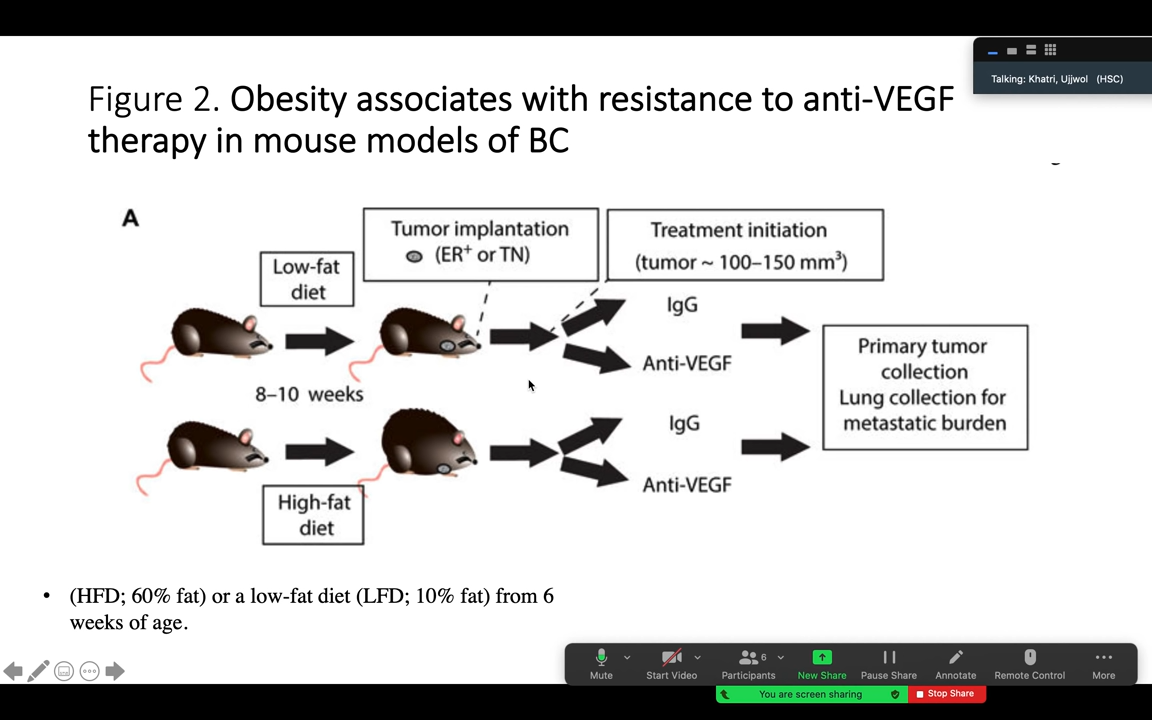 Talking: Khatri, Ujjwol (HSC)
Figure 2. Obesity associates with resistance to anti-VEGF
therapy in mouse models of BC
A
Tumor implantation
(ER⁺ or TN)
Treatment initiation
(tumor ~ 100–150 mm³)
Low-fat
diet
IgG
Anti-VEGF
8–10 weeks
IgG
Anti-VEGF
High-fat
diet
Primary tumor
collection
Lung collection for
metastatic burden
• (HFD; 60% fat) or a low-fat diet (LFD; 10% fat) from 6
weeks of age.
6
Mute
Start Video
Participants
New Share
Pause Share
Annotate
Remote Control
More
You are screen sharing
Stop Share